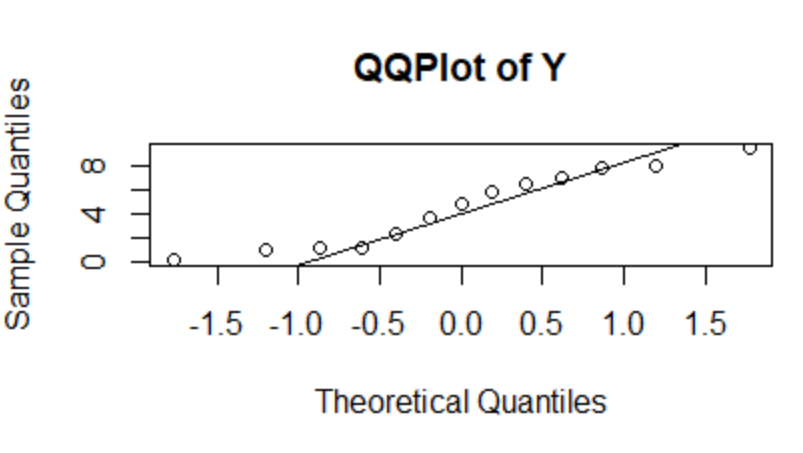 QQPlot of Y
Sample Quantiles
8
4
0
-1.5 -1.0 -0.5 0.0 0.5 1.0 1.5
Theoretical Quantiles